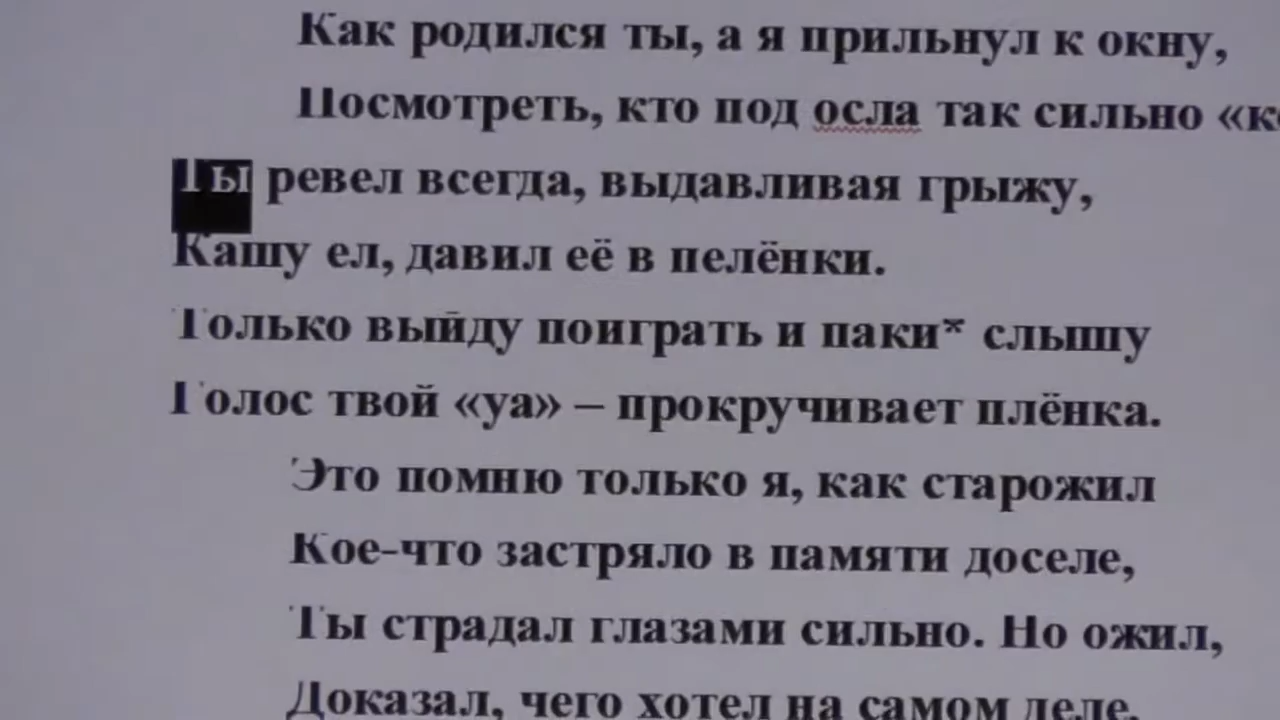 Как родился ты, а я прильнул к окну,
Посмотреть, кто под осла так сильно
Ты ревел всегда, выдавливая грыжу,
Кашу ел, давил её в пелёнки.
Только выйду поиграть и паки* слышу
Голос твой «уа» – прокручивает плёнка.
Это помню только я, как старожил
Кое-что застряло в памяти доселе,
Ты страдал глазами сильно. Но ожил,
Доказал, чего хотел на самом деле.